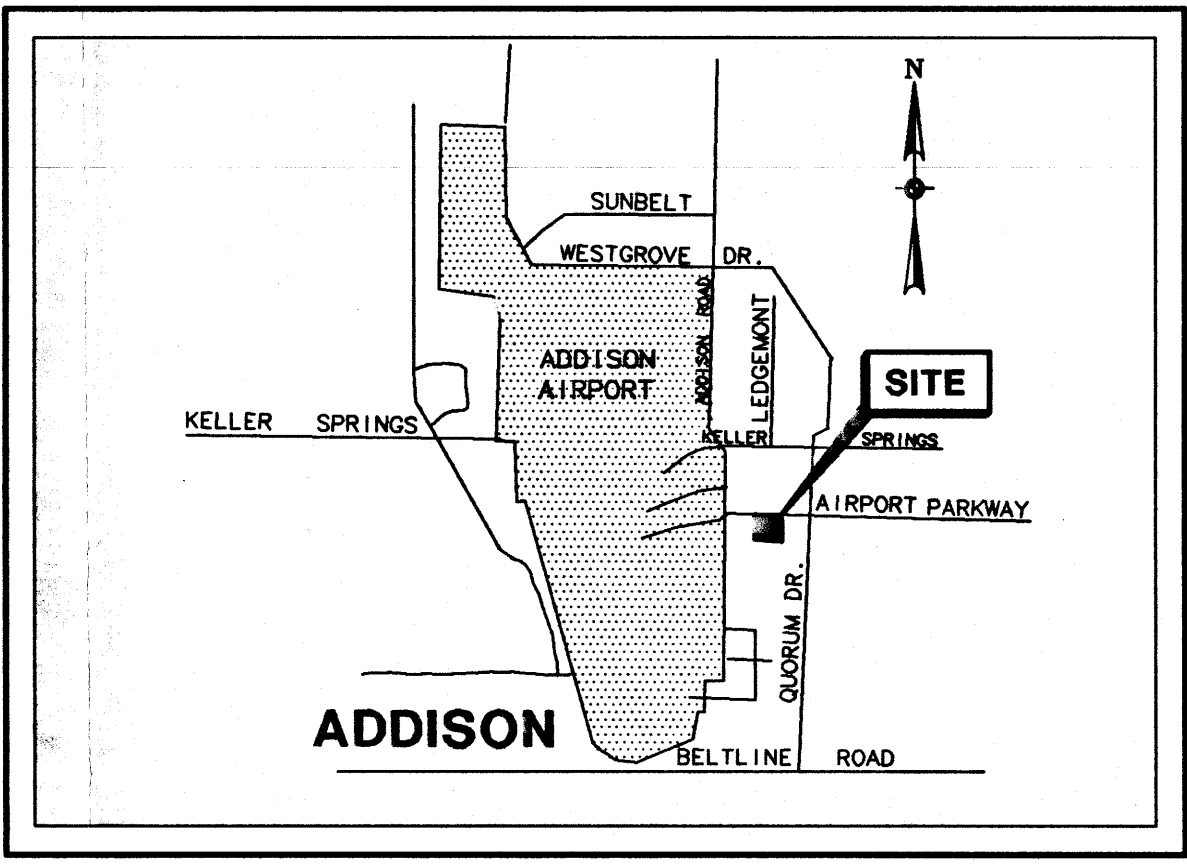 N
SUNBELT
WESTGROVE DR.
ADDISON ROAD
LEDGEMONT
ADDISON
AIRPORT
SITE
KELLER SPRINGS
KELLER SPRINGS
AIRPORT PARKWAY
QUORUM DR.
ADDISON
BELTLINE ROAD